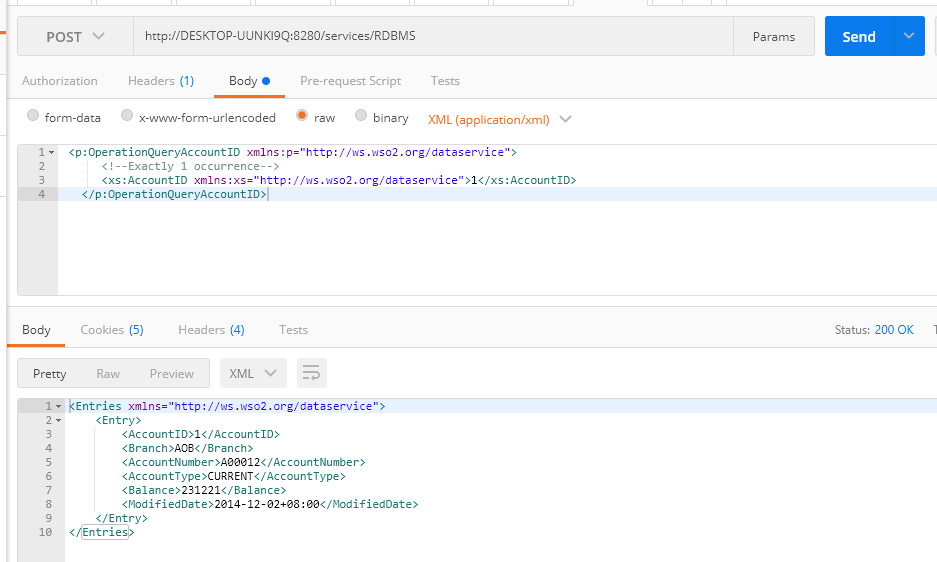 POST http://DESKTOP-UUNKI9Q:8280/services/RDBMS Params Send
Authorization Headers (1) Body Pre-request Script Tests
form-data x-www-form-urlencoded raw binary XML (application/xml)
1 <p:OperationQueryAccountID xmlns:p="http://ws.wso2.org/dataservice">
2 <!--Exactly 1 occurrence-->
3 <xs:AccountID xmlns:xs="http://ws.wso2.org/dataservice">1</xs:AccountID>
4 </p:OperationQueryAccountID>
Body Cookies (5) Headers (4) Tests Status: 200 OK
Pretty Raw Preview XML
1 <Entries xmlns="http://ws.wso2.org/dataservice">
2 <Entry>
3 <AccountID>1</AccountID>
4 <Branch>AOB</Branch>
5 <AccountNumber>A00012</AccountNumber>
6 <AccountType>CURRENT</AccountType>
7 <Balance>231221</Balance>
8 <ModifiedDate>2014-12-02+08:00</ModifiedDate>
9 </Entry>
10 </Entries>